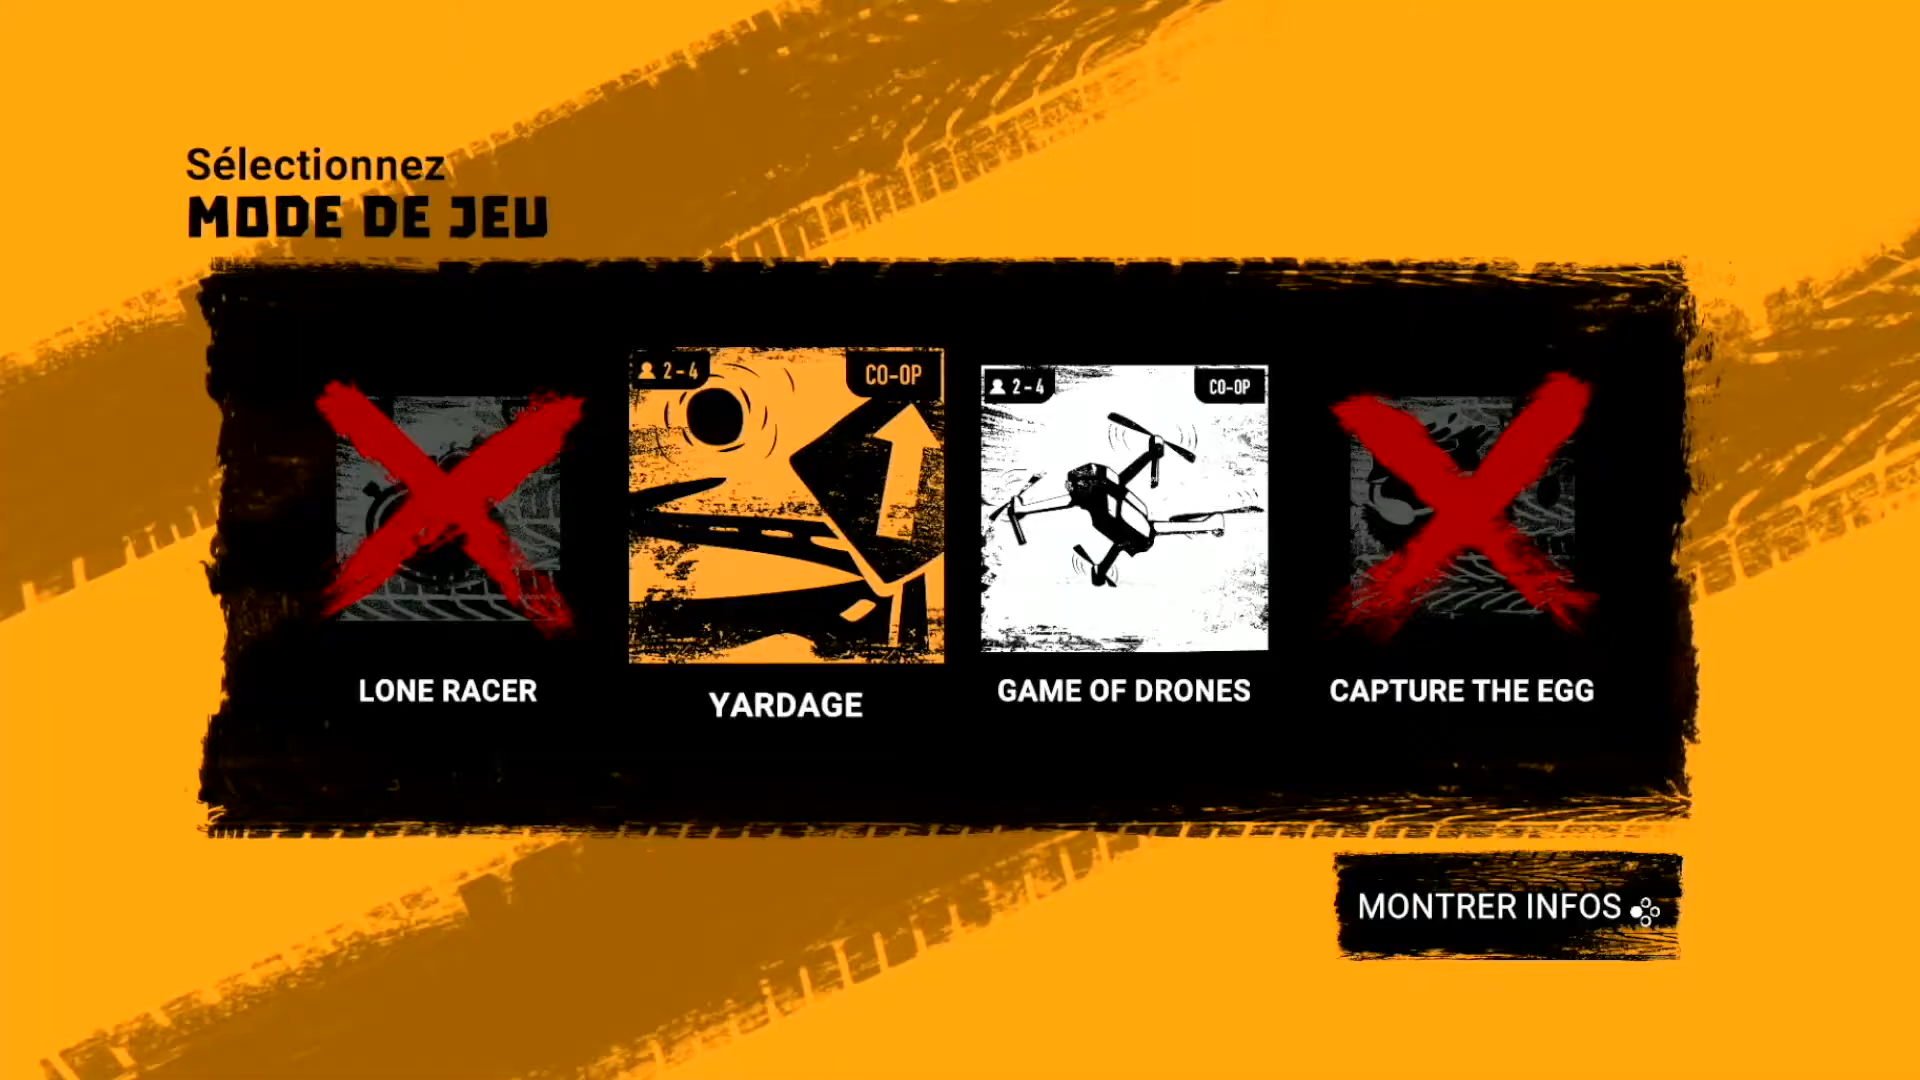 Sélectionnez
MODE DE JEU
2-4
CO-OP
2-4
CO-OP
LONE RACER
YARDAGE
GAME OF DRONES
CAPTURE THE EGG
MONTRER INFOS